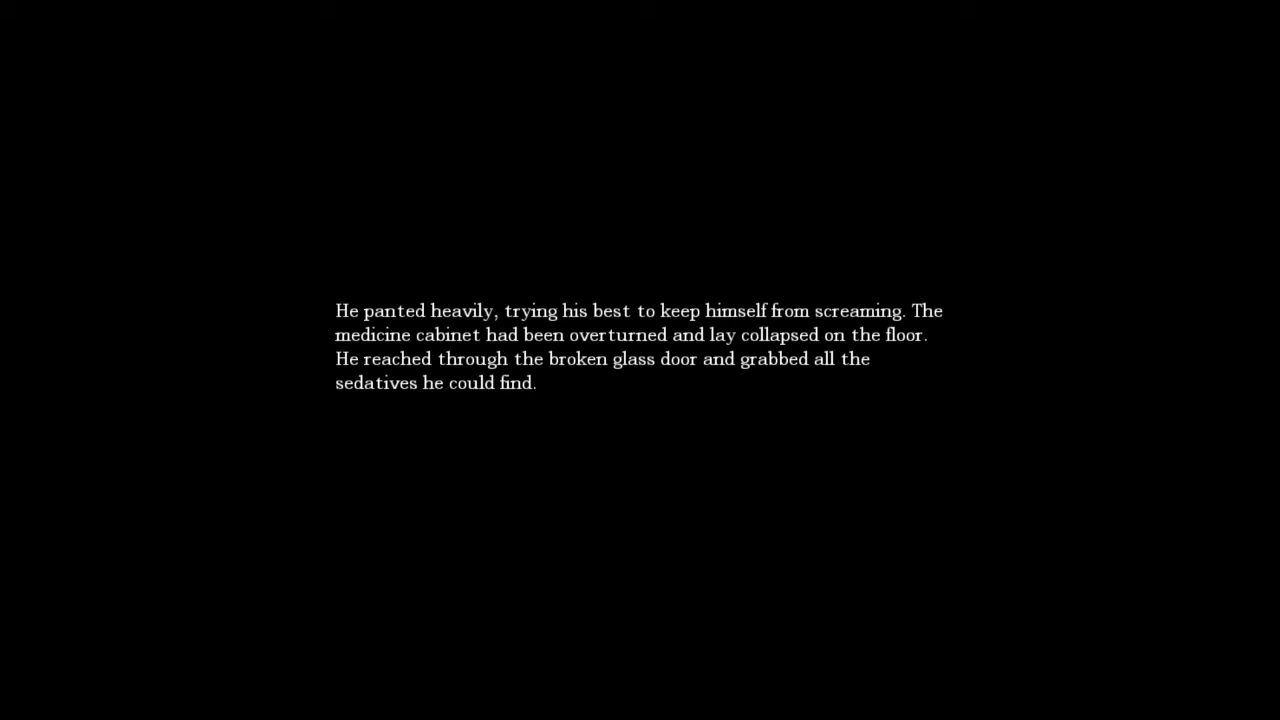 He panted heavily, trying his best to keep himself from screaming. The
medicine cabinet had been overturned and lay collapsed on the floor.
He reached through the broken glass door and grabbed all the
sedatives he could find.